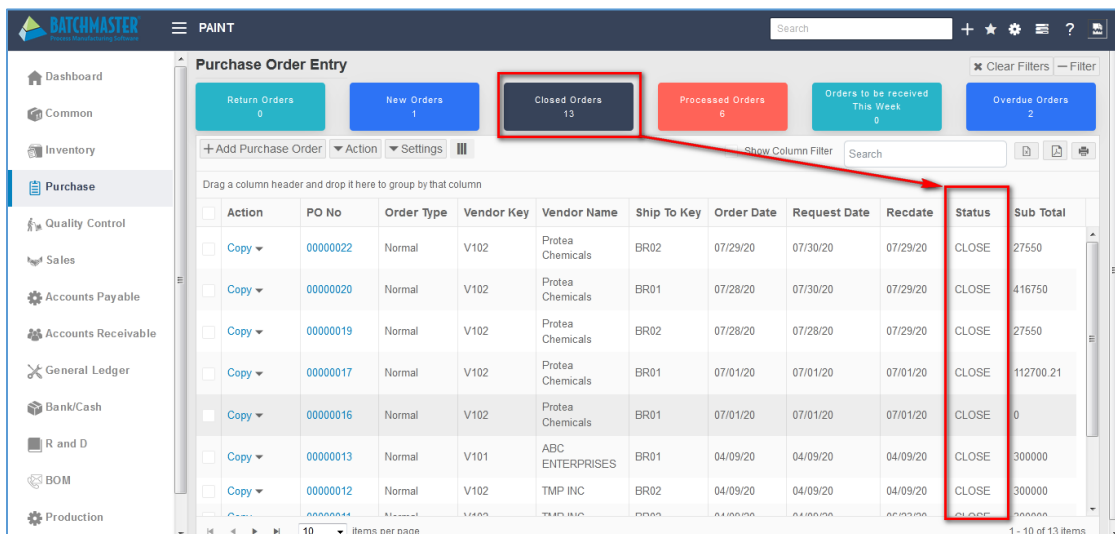 BATCHMASTER
Process Manufacturing Software
PAINT
Search
?
Dashboard
Common
Inventory
Purchase
Quality Control
Sales
Accounts Payable
Accounts Receivable
General Ledger
Bank/Cash
R and D
BOM
Production
Purchase Order Entry
Clear Filters
Filter
Return Orders
0
New Orders
1
Closed Orders
13
Processed Orders
6
Orders to be received
This Week
0
Overdue Orders
2
+ Add Purchase Order
Action
Settings
Show Column Filter
Search
Drag a column header and drop it here to group by that column
Action PO No Order Type Vendor Key Vendor Name Ship To Key Order Date Request Date Recdate Status Sub Total
Copy 00000022 Normal V102 Protea Chemicals BR02 07/29/20 07/30/20 07/29/20 CLOSE 27550
Copy 00000020 Normal V102 Protea Chemicals BR01 07/28/20 07/30/20 07/29/20 CLOSE 416750
Copy 00000019 Normal V102 Protea Chemicals BR02 07/28/20 07/28/20 07/29/20 CLOSE 27550
Copy 00000017 Normal V102 Protea Chemicals BR01 07/01/20 07/01/20 07/01/20 CLOSE 112700.21
Copy 00000016 Normal V102 Protea Chemicals BR01 07/01/20 07/01/20 07/01/20 CLOSE 0
Copy 00000013 Normal V101 ABC ENTERPRISES BR01 04/09/20 04/09/20 04/09/20 CLOSE 300000
Copy 00000012 Normal V102 TMP INC BR02 04/09/20 04/09/20 04/09/20 CLOSE 300000
10 items per page
1 - 10 of 13 items